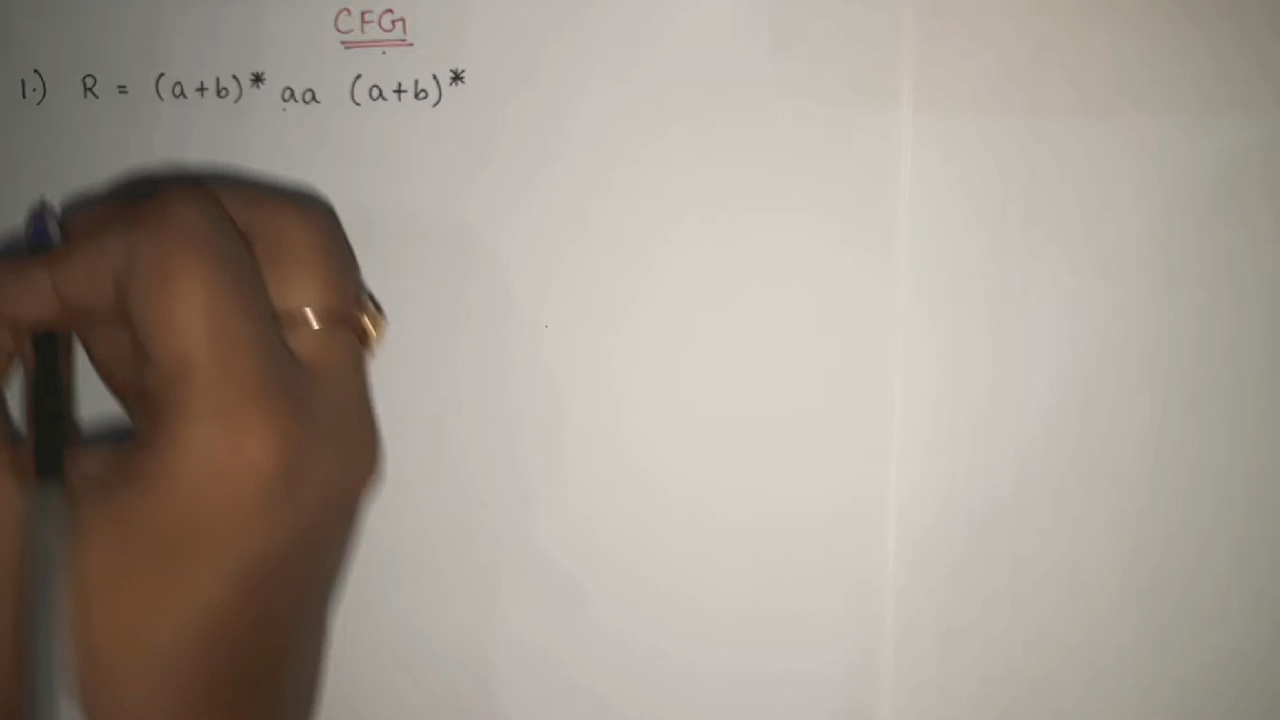 CFG
1.) R = (a+b)* aa (a+b)*